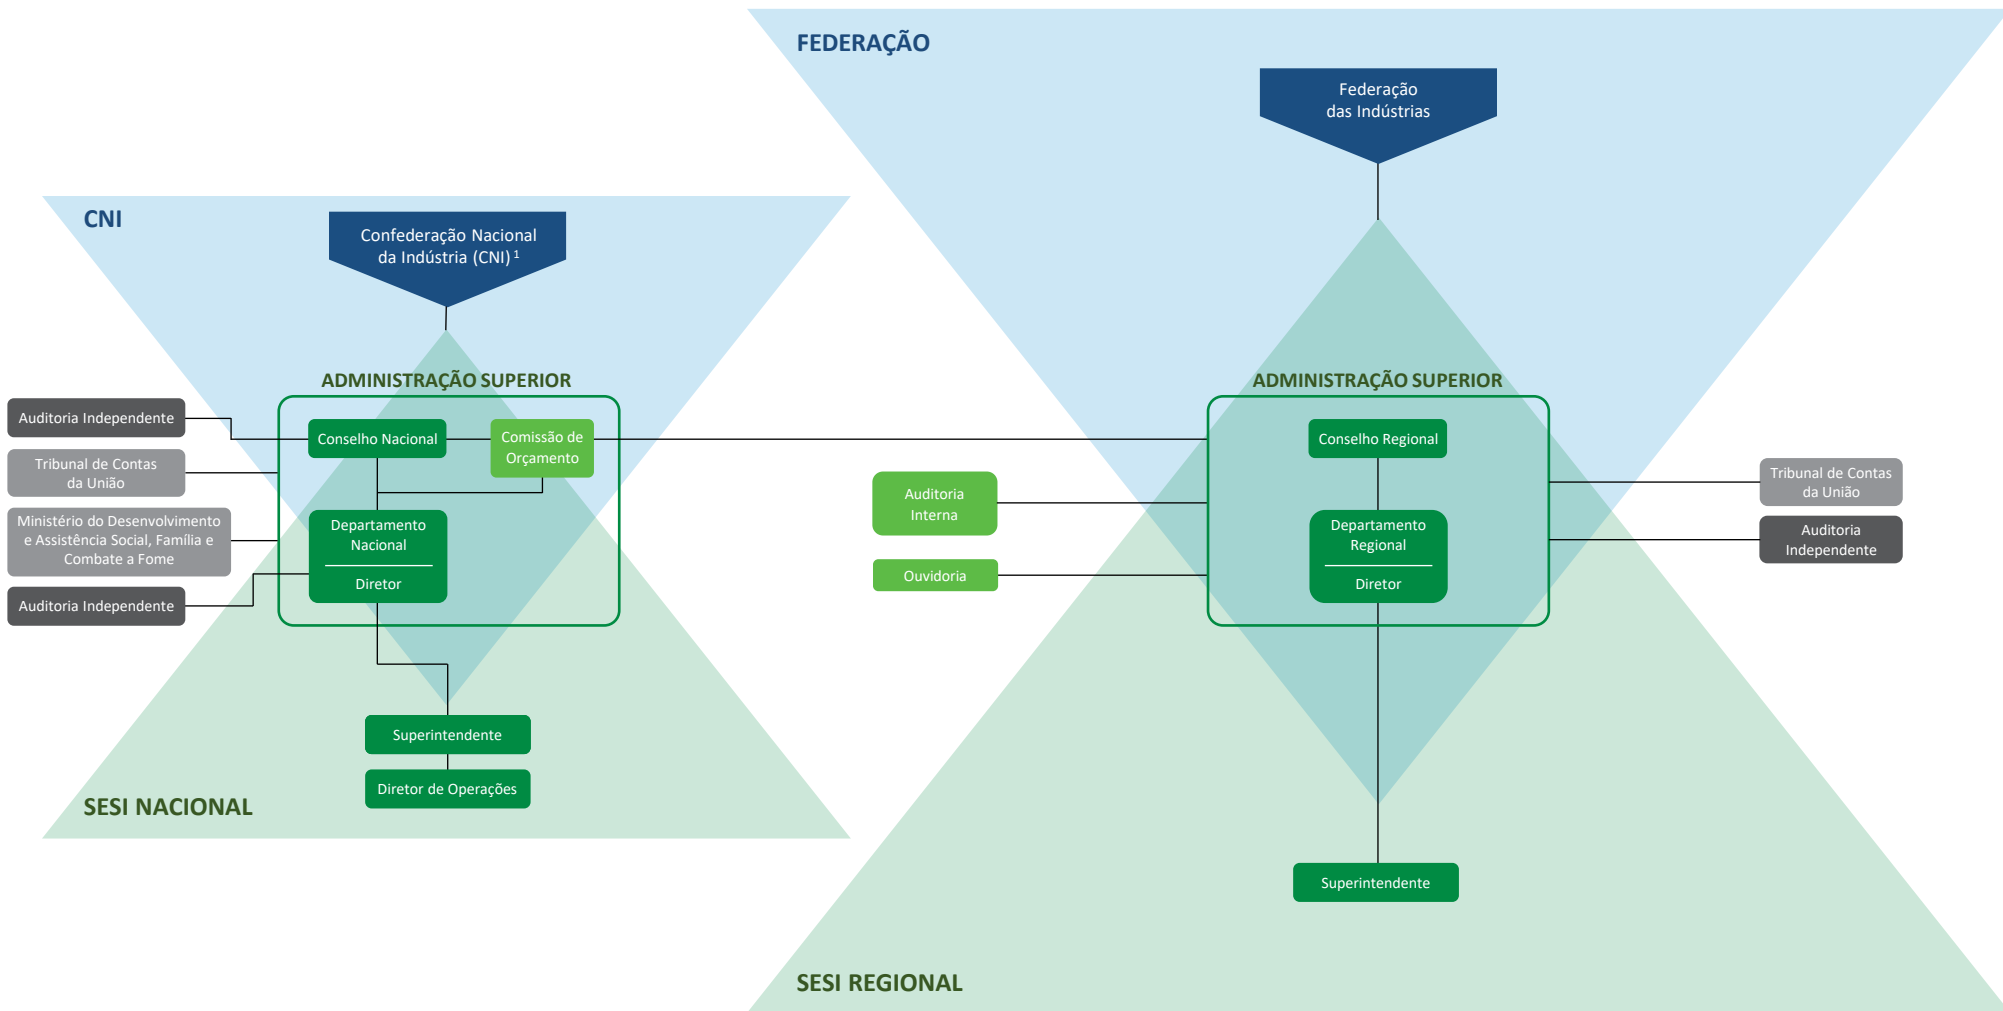 FEDERAÇÃO
Federação
das Indústrias
CNI
Confederação Nacional
da Indústria (CNI) 1
ADMINISTRAÇÃO SUPERIOR
Auditoria Independente
Tribunal de Contas
da União
Ministério do Desenvolvimento
e Assistência Social, Família e
Combate a Fome
Auditoria Independente
Conselho Nacional
Comissão de
Orçamento
Departamento
Nacional
Diretor
Superintendente
Diretor de Operações
SESI NACIONAL
ADMINISTRAÇÃO SUPERIOR
Auditoria
Interna
Ouvidoria
Conselho Regional
Departamento
Regional
Diretor
Tribunal de Contas
da União
Auditoria
Independente
Superintendente
SESI REGIONAL